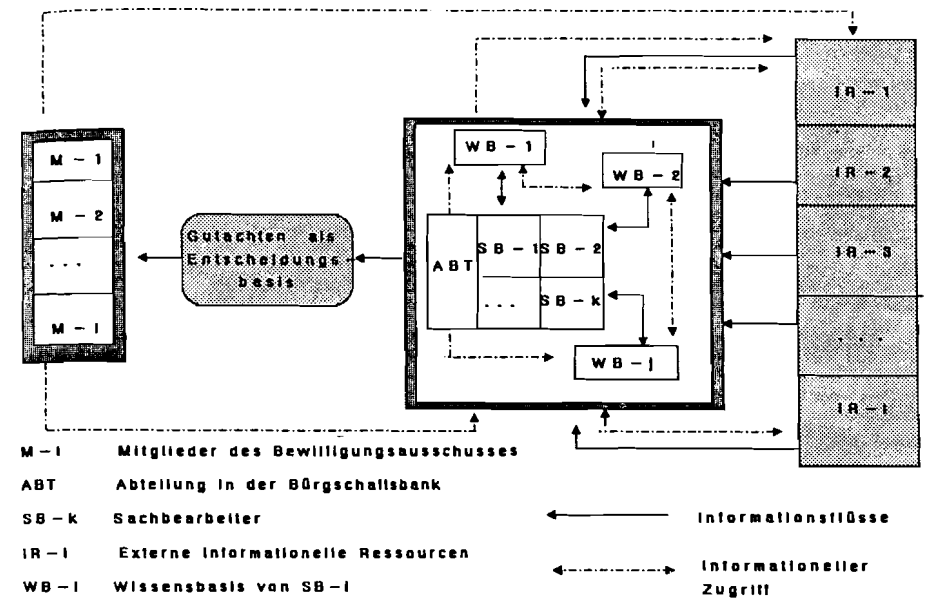 M - 1
M - 2
...
M - I
Gutachten als
Entscheidungs-
basis
WB - 1
WB - 2
ABT
SB - 1
SB - 2
...
SB - k
WB - j
IR - 1
IR - 2
IR - 3
...
IR - I
M - I Mitglieder des Bewilligungsausschusses
ABT Abteilung in der Bürgschaftsbank
SB - K Sachbearbeiter
IR - I Externe Informationelle Ressourcen
WB - I Wissensbasis von SB - I
Informationsflüsse
Informationeller
Zugriff